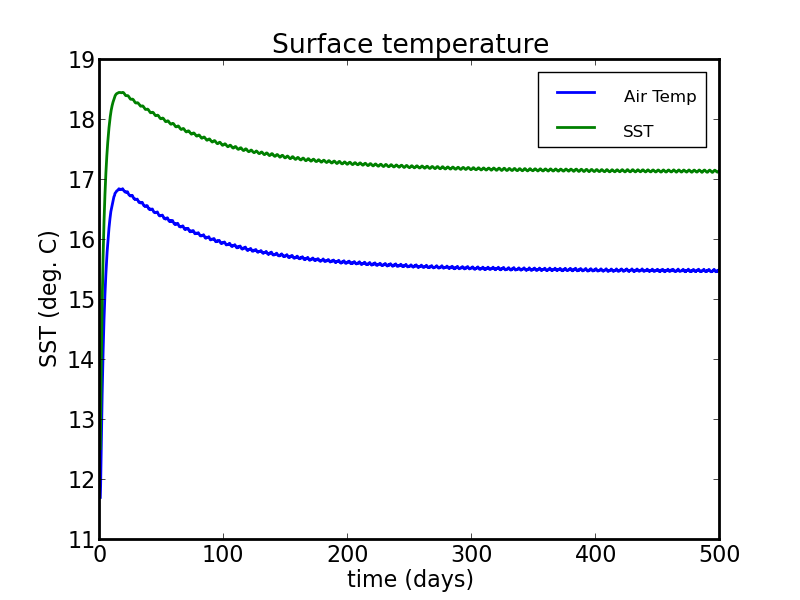 Surface temperature
19
18
17
16
15
14
13
12
11
SST (deg. C)
Air Temp
SST
0 100 200 300 400 500
time (days)